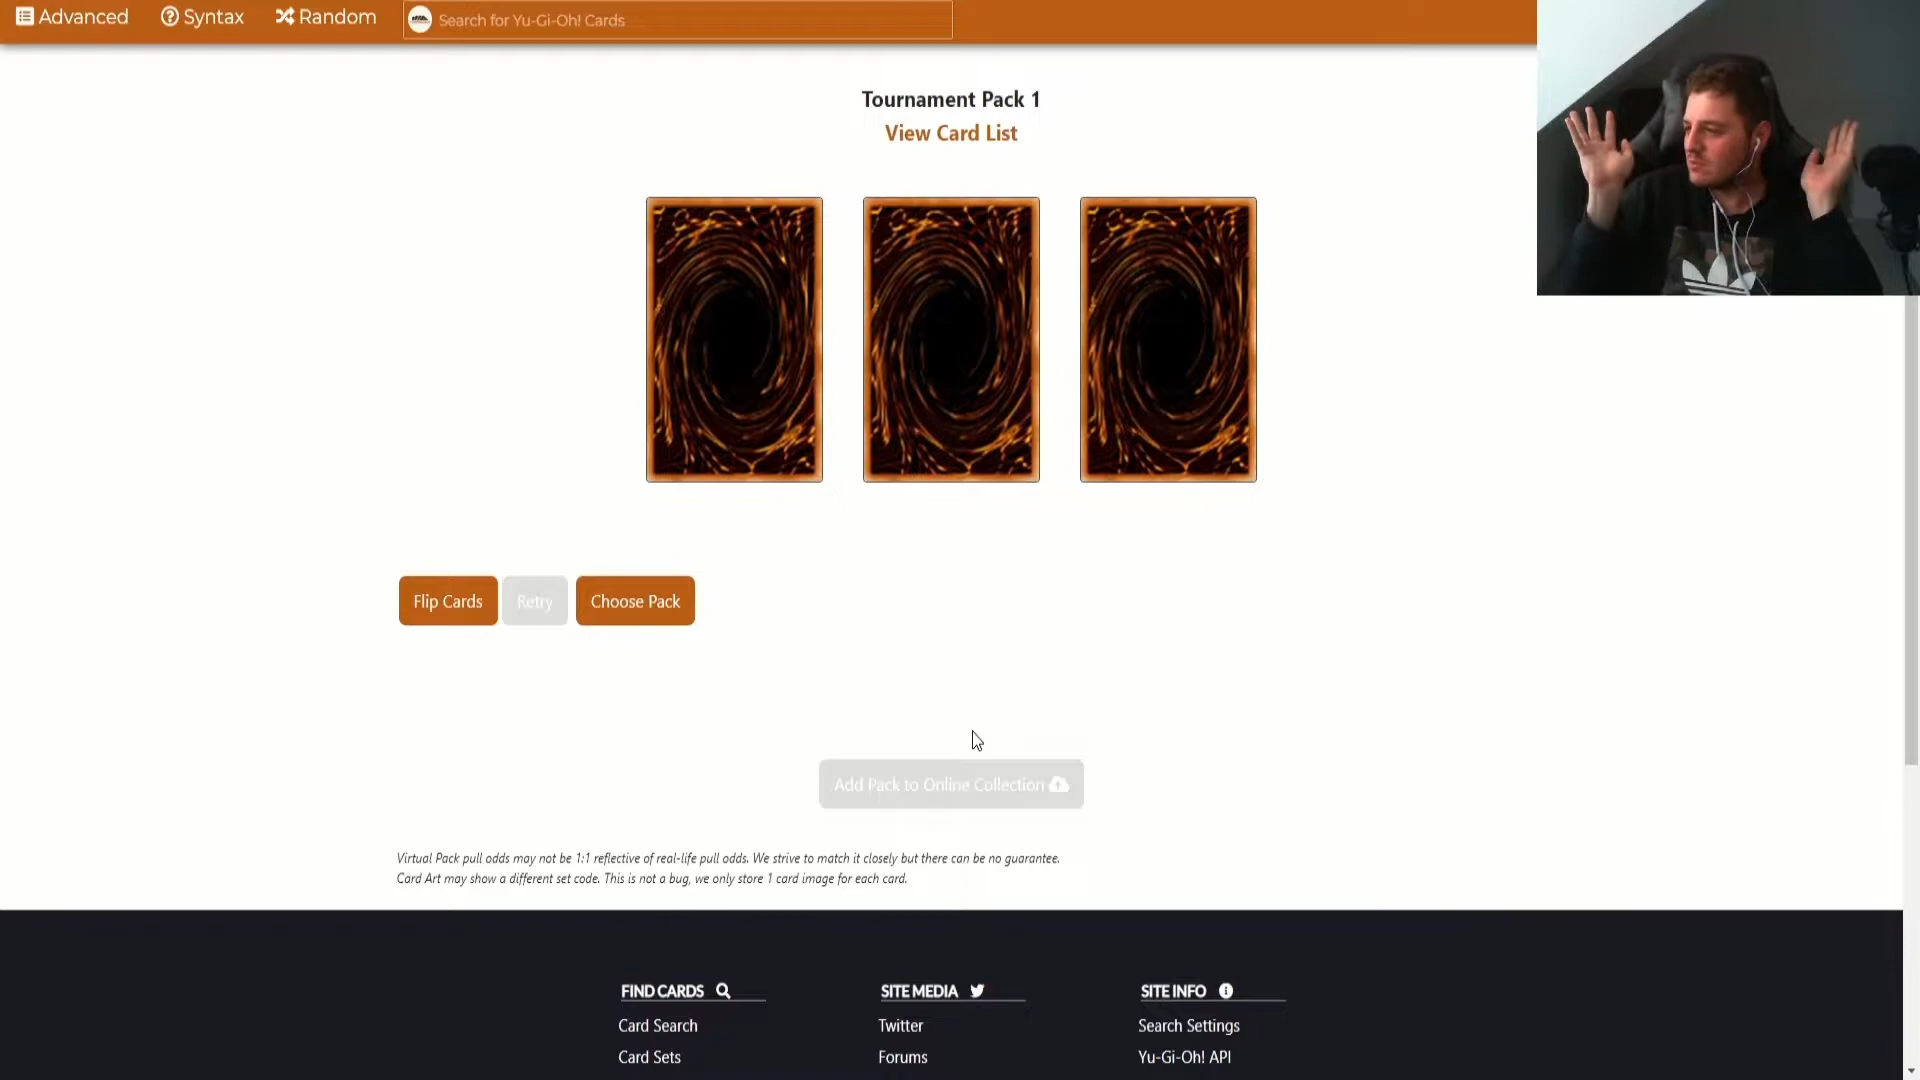 Advanced
Syntax
Random
Search for Yu-Gi-Oh! Cards
Tournament Pack 1
View Card List
Flip Cards
Retry
Choose Pack
Add Pack to Online Collection
Virtual Pack pull odds may not be 1:1 reflective of real-life pull odds. We strive to match it closely but there can be no guarantee.
Card Art may show a different set code. This is not a bug, we only store 1 card image for each card.
FIND CARDS
SITE MEDIA
SITE INFO
Card Search
Twitter
Search Settings
Card Sets
Forums
Yu-Gi-Oh! API